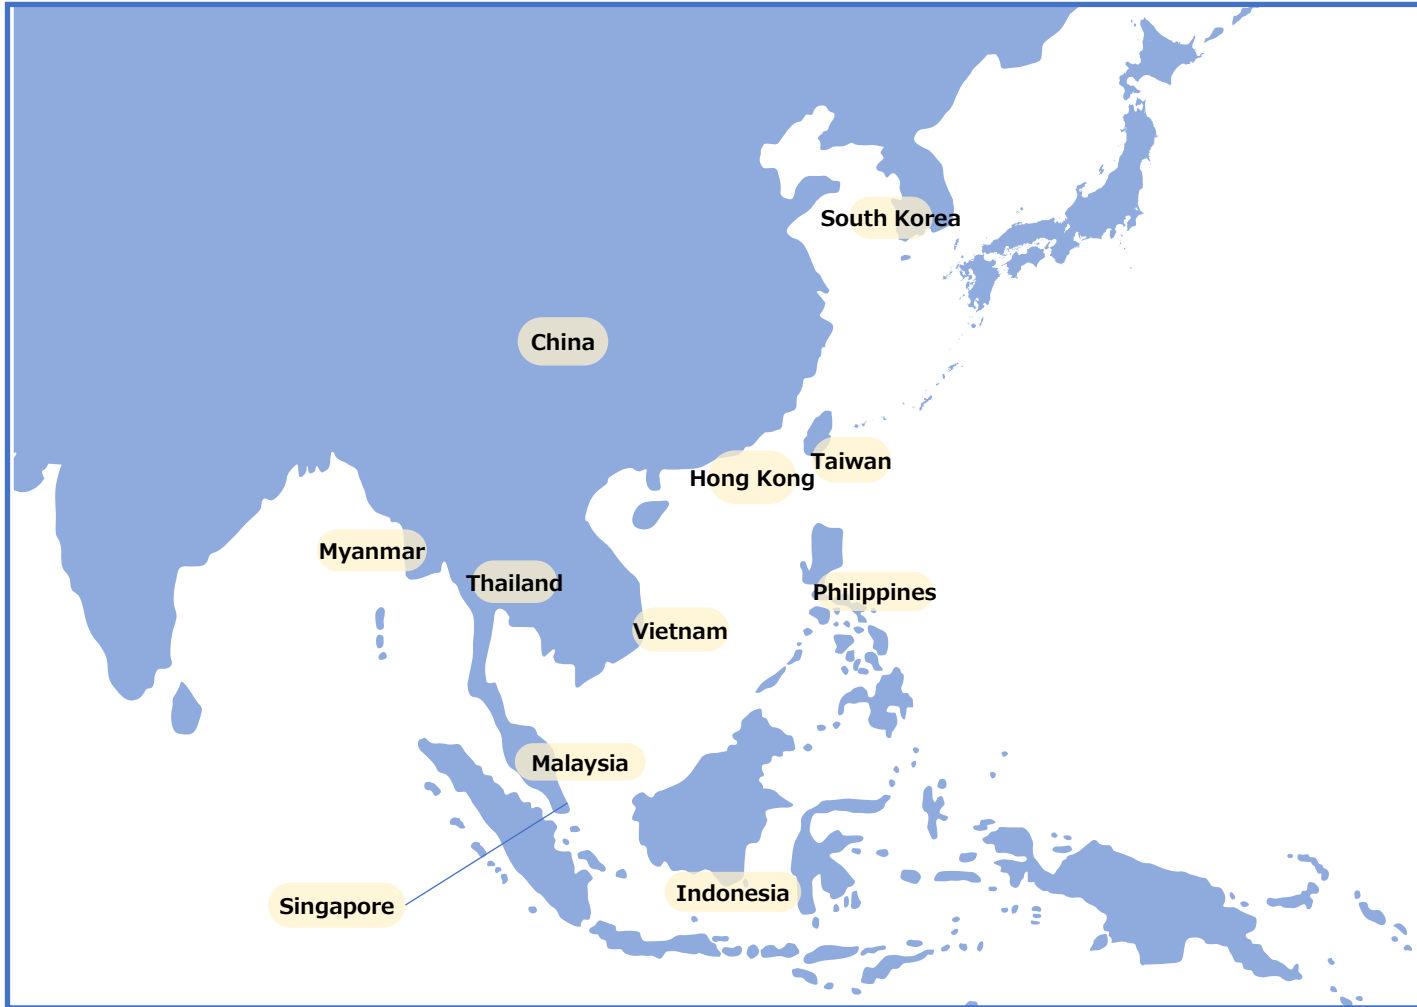 South Korea
China
Taiwan
Hong Kong
Myanmar
Thailand
Philippines
Vietnam
Malaysia
Indonesia
Singapore